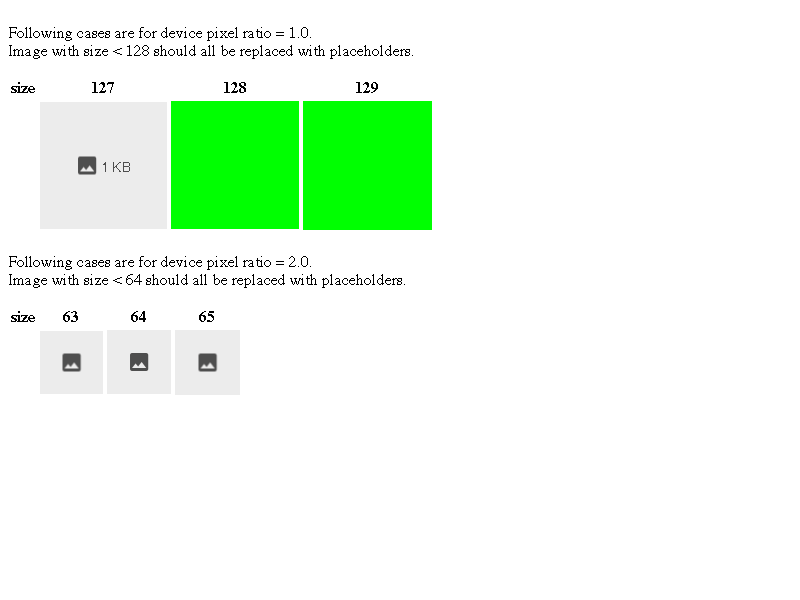 Following cases are for device pixel ratio = 1.0.
Image with size < 128 should all be replaced with placeholders.
size 127 128 129
1 KB
Following cases are for device pixel ratio = 2.0.
Image with size < 64 should all be replaced with placeholders.
size 63 64 65